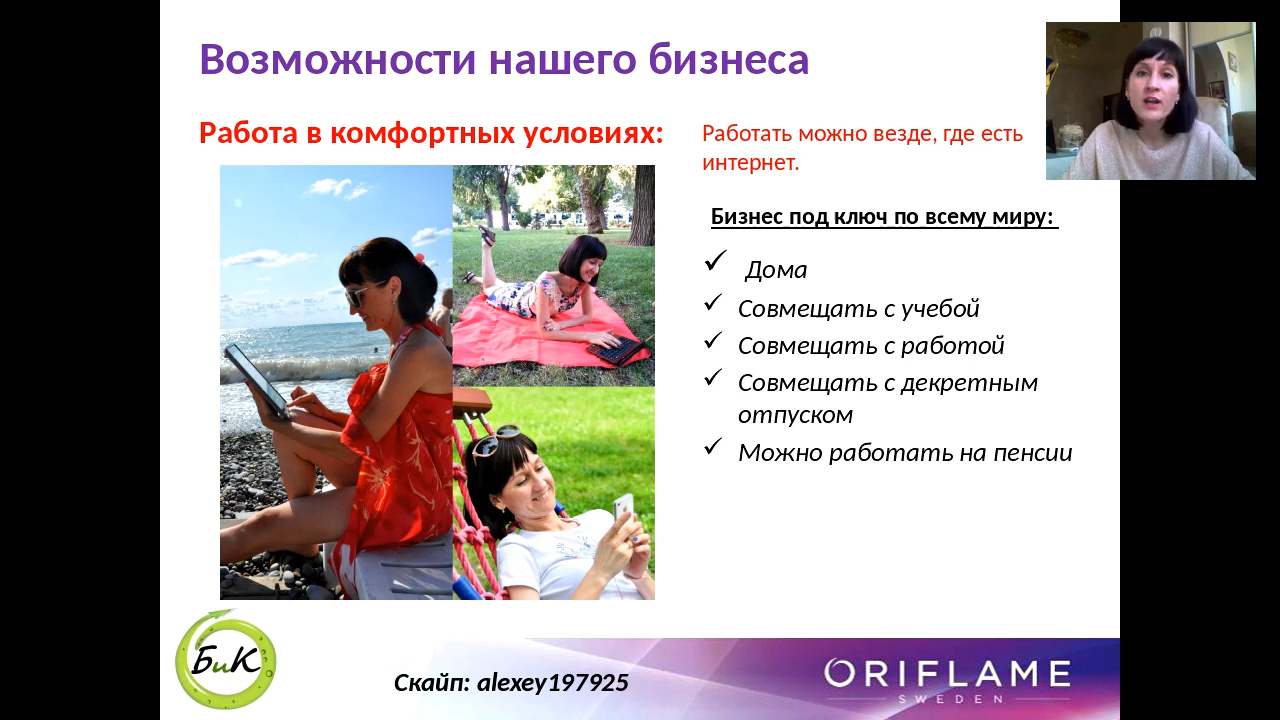 Возможности нашего бизнеса
Работа в комфортных условиях:
Работать можно везде, где есть
интернет.
Бизнес под ключ по всему миру:
Дома
Совмещать с учебой
Совмещать с работой
Совмещать с декретным
отпуском
Можно работать на пенсии
БиК
Скайп: alexey197925
ORIFLAME
SWEDEN